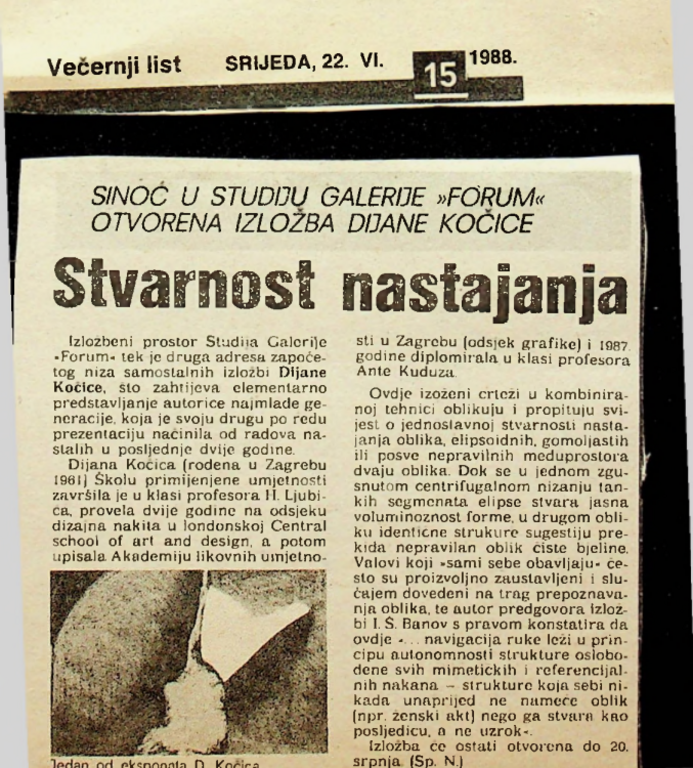 Večernji list SRIJEDA, 22. VI. 15 1988.
SINOĆ U STUDIJU GALERIJE »FORUM«
OTVORENA IZLOŽBA DIJANE KOČICE
Stvarnost nastajanja
Izložbeni prostor Studija Galerije
»Forum« tek je druga adresa započe-
tog niza samostalnih izložbi Dijane
Kočice, što zahtijeva elementarno
predstavljanje autorice najmlađe ge-
neracije, koja je svoju drugu po redu
prezentaciju načinila od radova na-
stalih u posljednje dvije godine.
Dijana Kočica (rođena u Zagrebu
1961) Školu primijenjene umjetnosti
završila je u klasi profesora H. Ljubi-
ća, provela dvije godine na odsjeku
dizajna nakita u londonskoj Central
school of art and design, a potom
upisala Akademiju likovnih umjetno-
Jedan od eksponata D. Kočica
sti u Zagrebu (odsjek grafike) i 1987.
godine diplomirala u klasi profesora
Ante Kuduza.
Ovdje izoženi crteži u kombinira-
noj tehnici oblikuju i propituju svi-
jest o jednoslavnoj stvarnosti nasta-
janja oblika, elipsoidnih, gomoljastih
ili posve nepravilnih međuprostora
dvaju oblika. Dok se u jednom zgu-
snutom centrifugalnom nizanju tan-
kih segmenata elipse stvara jasna
voluminoznost forme, u drugom obli-
ku identične strukure sugestiju pre-
kida nepravilan oblik čiste bjeline.
Valovi koji »sami sebe obavljaju« če-
sto su proizvoljno zaustavljeni i slu-
čajem dovedeni na trag prepoznava-
nja oblika, te autor predgovora izlož-
bi I. Š. Banov s pravom konstatira da
ovdje »... navigacija ruke leži u prin-
cipu autonomnosti strukture oslobo-
đene svih mimetičkih i referencijal-
nih nakana — strukture koja sebi ni-
kada unaprijed ne nameće oblik
(npr. ženski akt) nego ga stvara kao
posljedicu, a ne uzrok«.
Izložba će ostati otvorena do 20.
srpnja. (Sp. N.)